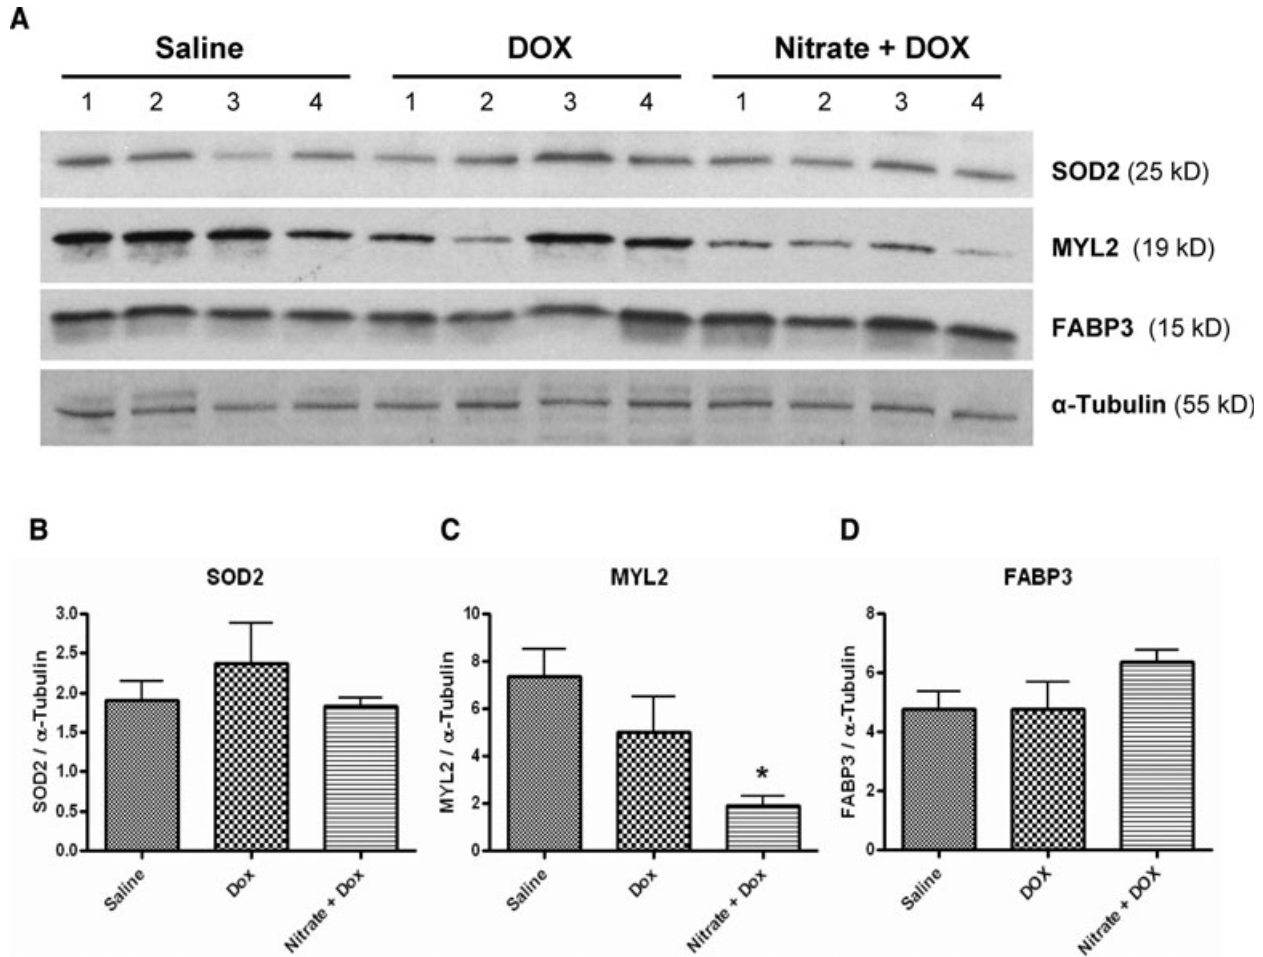 A
Saline DOX Nitrate + DOX
1 2 3 4 1 2 3 4 1 2 3 4
SOD2 (25 kD)
MYL2 (19 kD)
FABP3 (15 kD)
α-Tubulin (55 kD)
B
SOD2
SOD2 / α-Tubulin
3.0
2.5
2.0
1.5
1.0
0.5
0.0
Saline
Dox
Nitrate + Dox
C
MYL2
MYL2 / α-Tubulin
10
8
6
4
2
0
*
Saline
Dox
Nitrate + Dox
D
FABP3
FABP3 / α-Tubulin
8
6
4
2
0
Saline
DOX
Nitrate + DOX